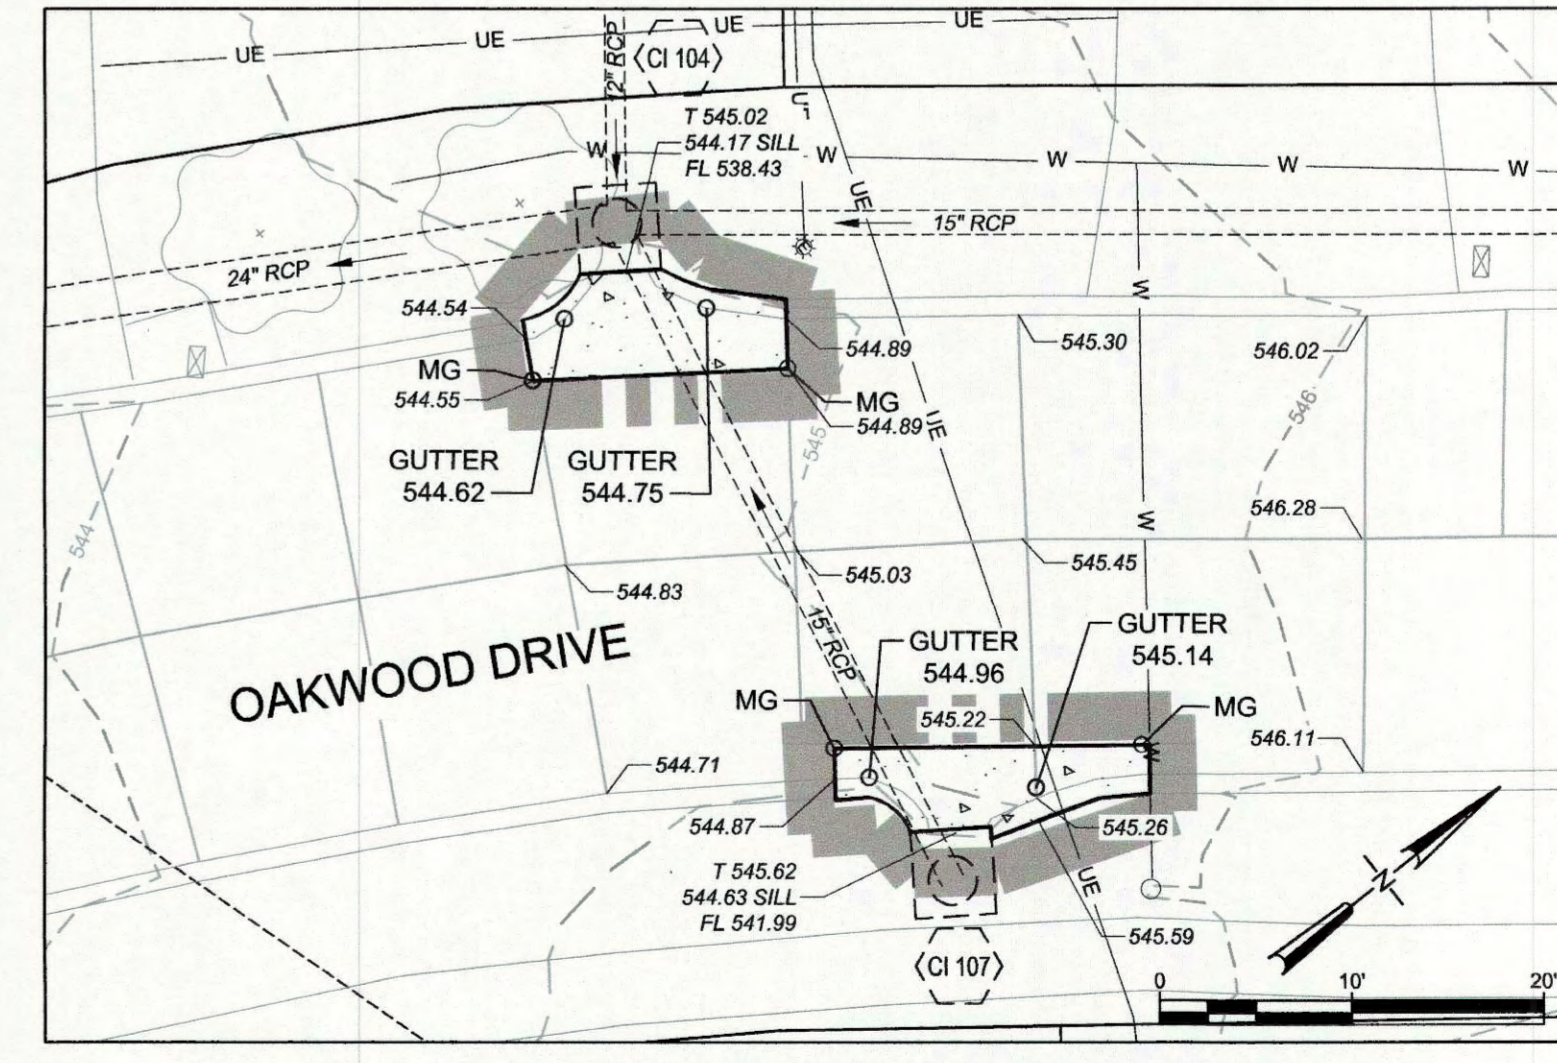 UE
UE
UE
UE
12" RCP
CI 104
T 545.02
544.17 SILL
FL 538.43
W
W
W
W
W
UE
15" RCP
24" RCP
544.54
544.89
545.30
546.02
W
MG
544.55
MG
544.89
UE
545
546
GUTTER
544.62
GUTTER
544.75
544
546.28
W
544.83
545.03
545.45
OAKWOOD DRIVE
15" RCP
GUTTER
544.96
GUTTER
545.14
MG
545.22
MG
546.11
W
544.71
544.87
545.26
T 545.62
544.63 SILL
FL 541.99
UE
N
545.59
CI 107
0 10' 20'